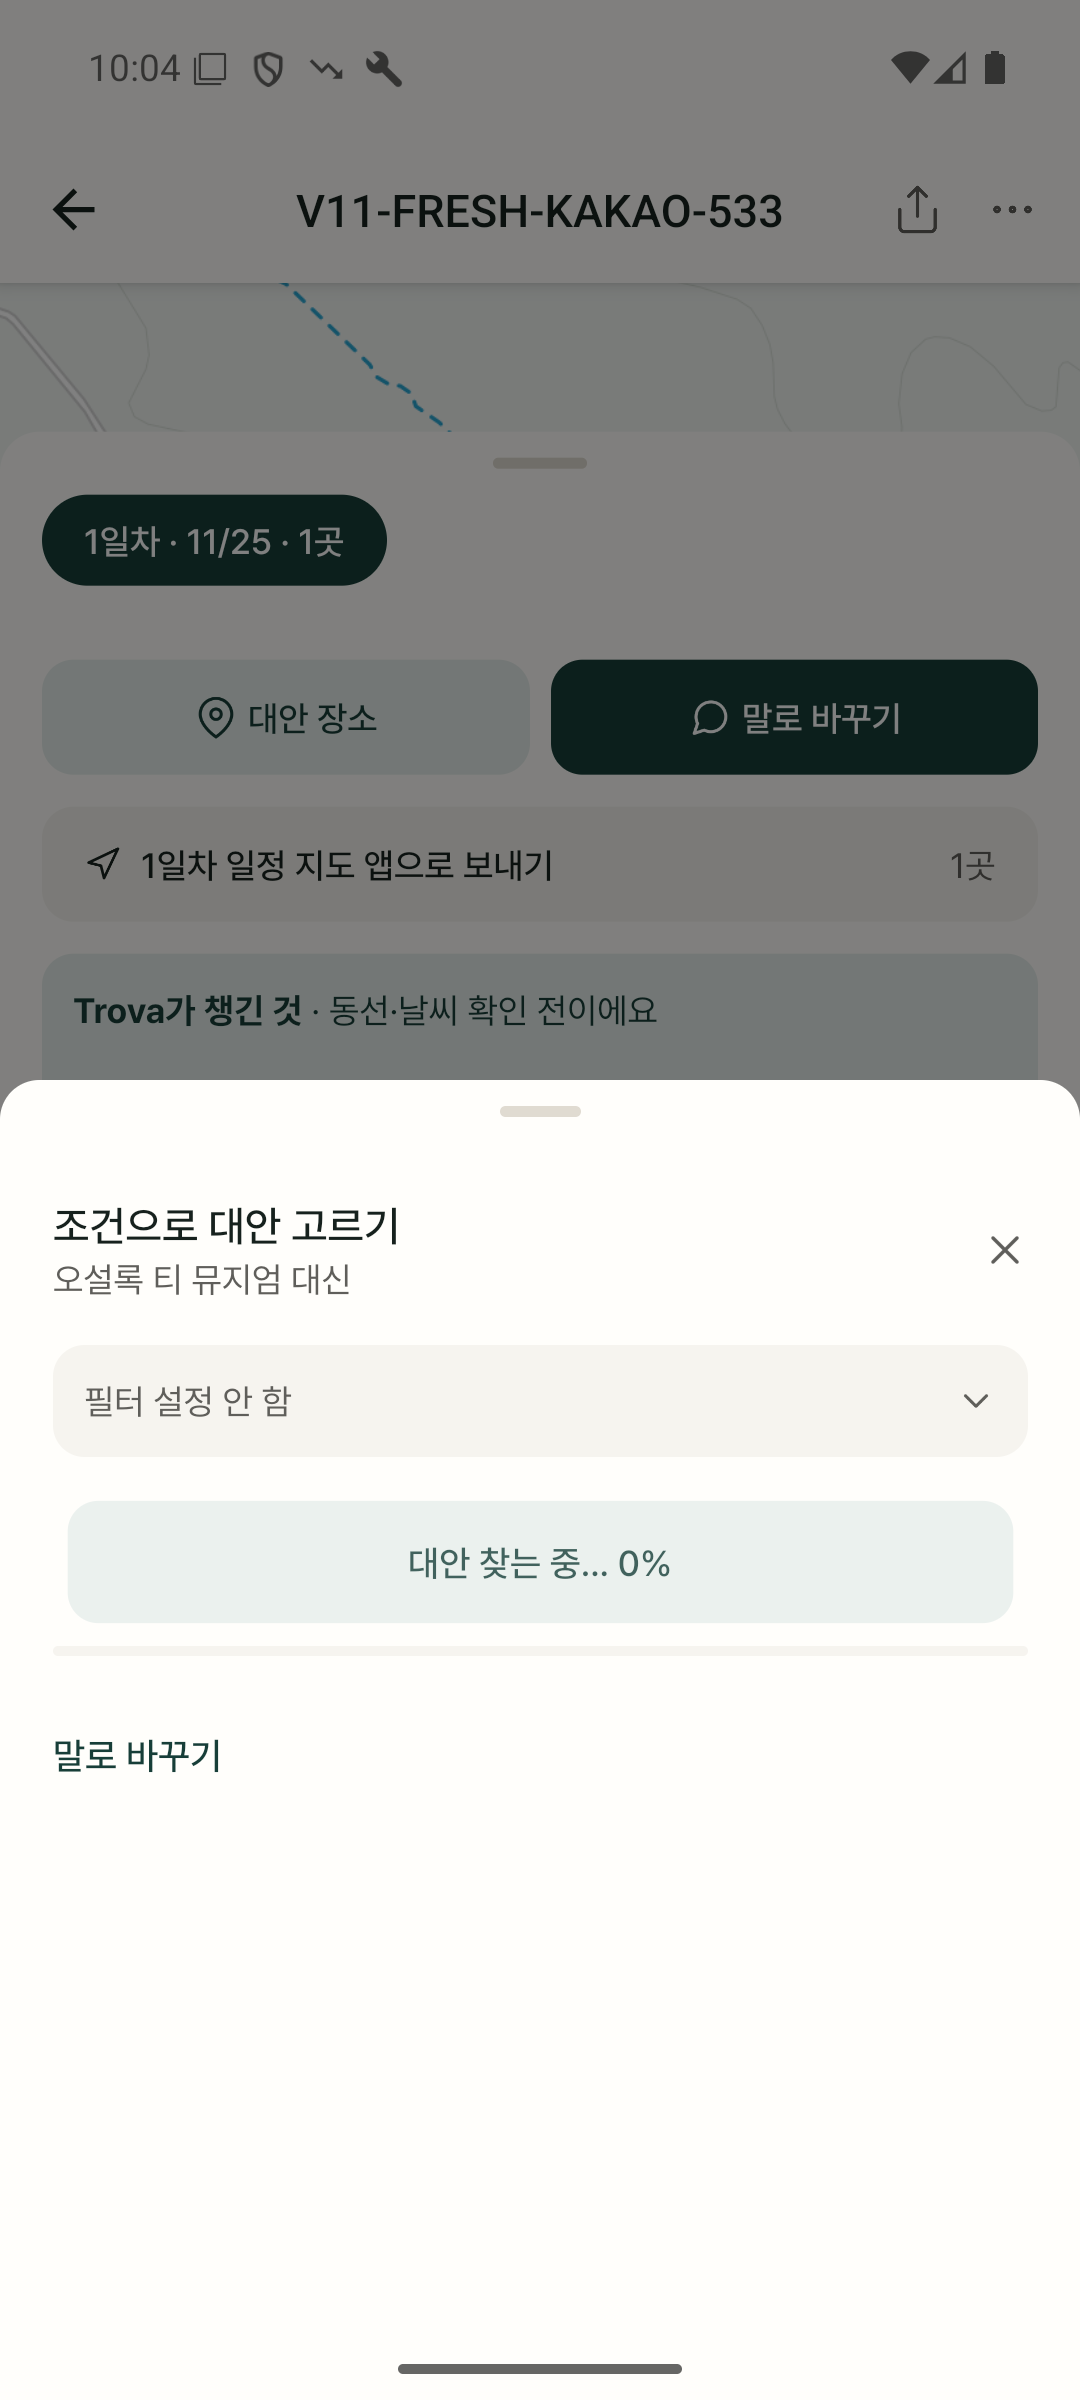 10:04
V11-FRESH-KAKAO-533
1일차 · 11/25 · 1곳
대안 장소
말로 바꾸기
1일차 일정 지도 앱으로 보내기 1곳
Trova가 챙긴 것 · 동선·날씨 확인 전이에요
조건으로 대안 고르기
오설록 티 뮤지엄 대신
필터 설정 안 함
대안 찾는 중... 0%
말로 바꾸기